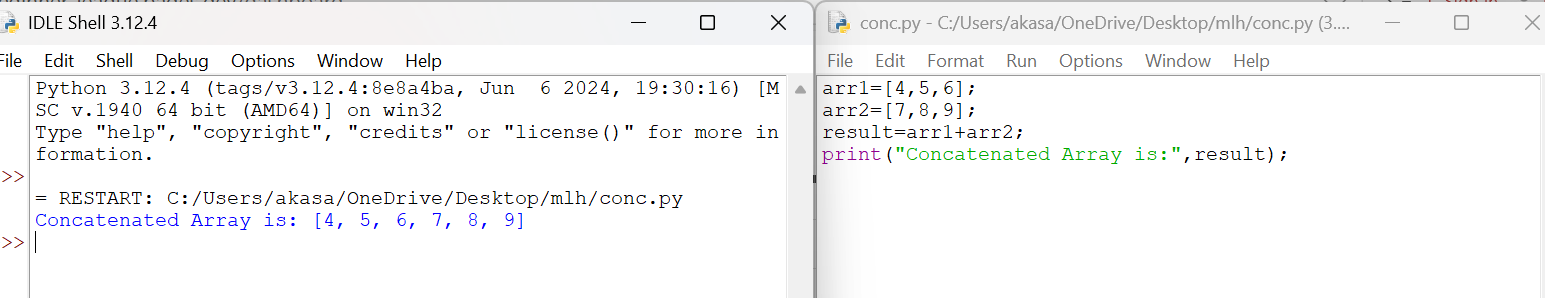 IDLE Shell 3.12.4
File Edit Shell Debug Options Window Help
Python 3.12.4 (tags/v3.12.4:8e8a4ba, Jun  6 2024, 19:30:16) [M
SC v.1940 64 bit (AMD64)] on win32
Type "help", "copyright", "credits" or "license()" for more in
formation.
>>
= RESTART: C:/Users/akasa/OneDrive/Desktop/mlh/conc.py
Concatenated Array is: [4, 5, 6, 7, 8, 9]
>>
conc.py - C:/Users/akasa/OneDrive/Desktop/mlh/conc.py (3....
File Edit Format Run Options Window Help
arr1=[4,5,6];
arr2=[7,8,9];
result=arr1+arr2;
print("Concatenated Array is:",result);